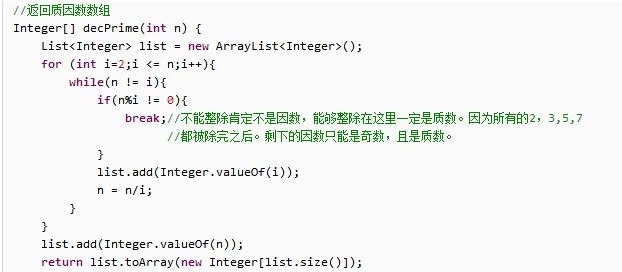 //返回质因数数组
Integer[] decPrime(int n) {
    List<Integer> list = new ArrayList<Integer>();
    for (int i=2;i <= n;i++){
        while(n != i){
            if(n%i != 0){
                break;//不能整除肯定不是因数，能够整除在这里一定是质数。因为所有的2，3,5,7
                      //都被除完之后。剩下的因数只能是奇数，且是质数。
            }
            list.add(Integer.valueOf(i));
            n = n/i;
        }
    }
    list.add(Integer.valueOf(n));
    return list.toArray(new Integer[list.size()]);